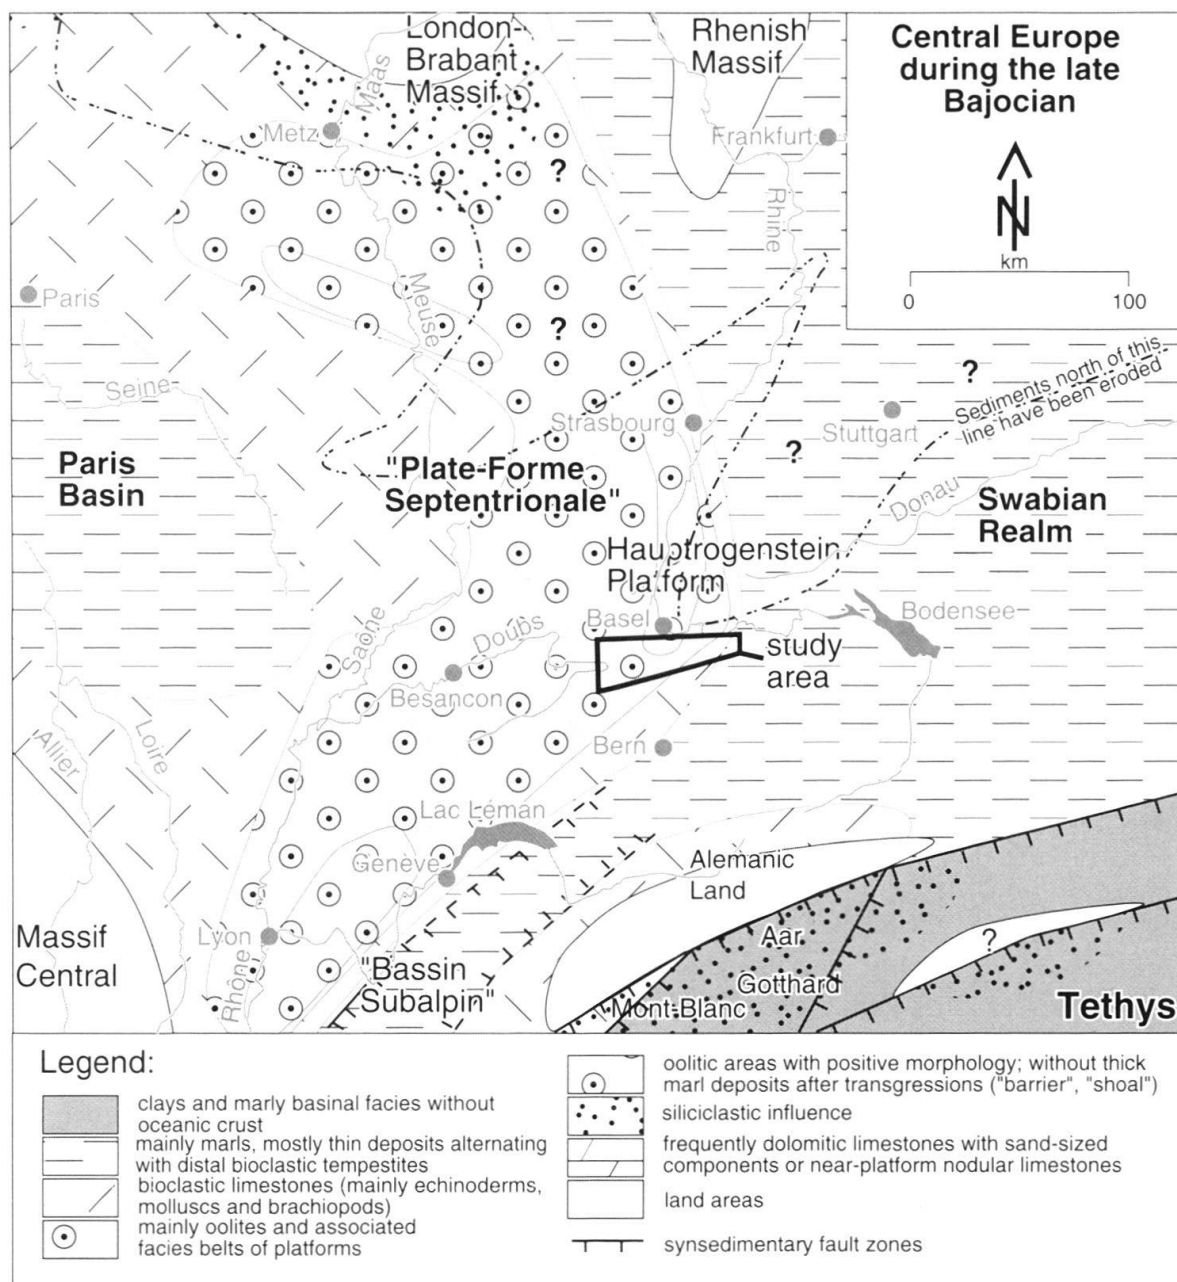 London-
Brabant
Massif
Rhenish
Massif
Central Europe
during the late
Bajocian
N
km
0 100
Maas
Metz
Frankfurt
Rhine
?
Paris
Meuse
?
Seine
Strasbourg
Stuttgart
?
Sediments north of this
line have been eroded
?
Paris
Basin
"Plate-Forme
Septentrionale"
Donau
Swabian
Realm
Hauptrogenstein
Platform
Basel
Bodensee
study
area
Saône
Doubs
Besancon
Allier
Loire
Bern
Lac Léman
Genève
Alemanic
Land
Massif
Central
Lyon
Rhône
"Bassin
Subalpin"
Aar
Gotthard
Mont-Blanc
?
Tethys
Legend:
clays and marly basinal facies without
oceanic crust
mainly marls, mostly thin deposits alternating
with distal bioclastic tempestites
bioclastic limestones (mainly echinoderms,
molluscs and brachiopods)
mainly oolites and associated
facies belts of platforms
oolitic areas with positive morphology; without thick
marl deposits after transgressions ("barrier", "shoal")
siliciclastic influence
frequently dolomitic limestones with sand-sized
components or near-platform nodular limestones
land areas
synsedimentary fault zones